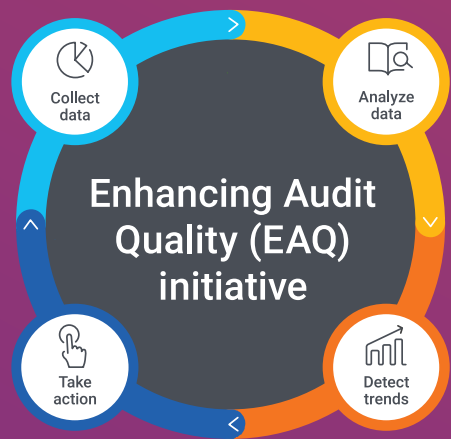 Collect
data
Analyze
data
Enhancing Audit
Quality (EAQ)
initiative
Take
action
Detect
trends